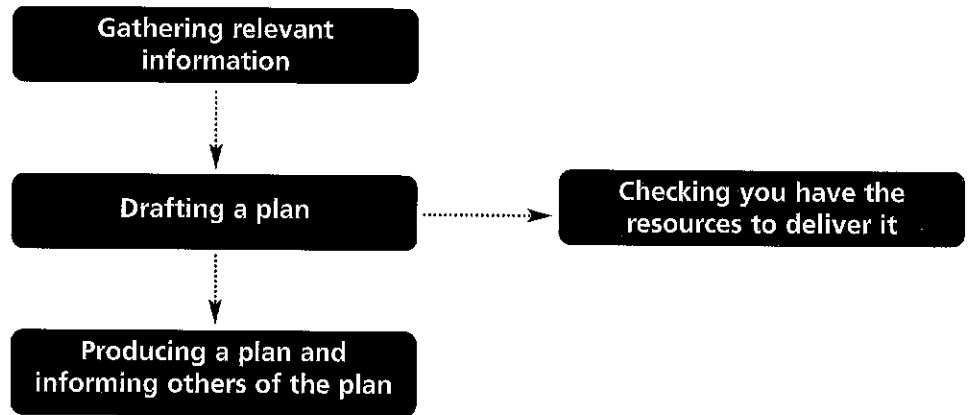 Gathering relevant
information
Drafting a plan
Checking you have the
resources to deliver it
Producing a plan and
informing others of the plan